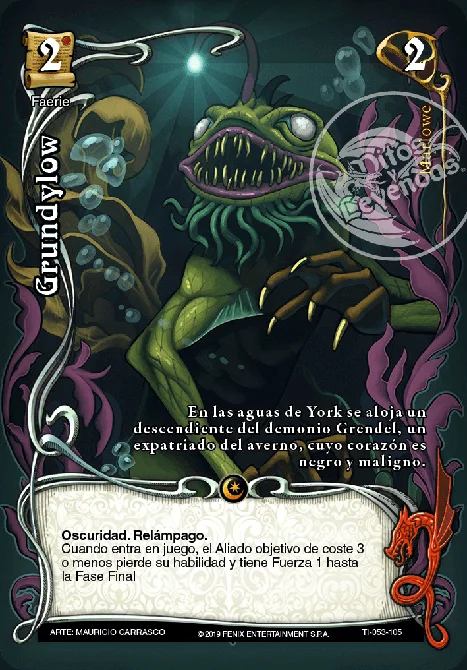 2
2
Faerie
Marlowe
Mitos
Leyendas
Grundylow
En las aguas de York se aloja un
descendiente del demonio Grendel, un
expatriado del averno, cuyo corazón es
negro y maligno.
Oscuridad. Relámpago.
Cuando entra en juego, el Aliado objetivo de coste 3
o menos pierde su habilidad y tiene Fuerza 1 hasta
la Fase Final
ARTE: MAURICIO CARRASCO
© 2019 FENIX ENTERTAINMENT S.P.A.
TI-053-105